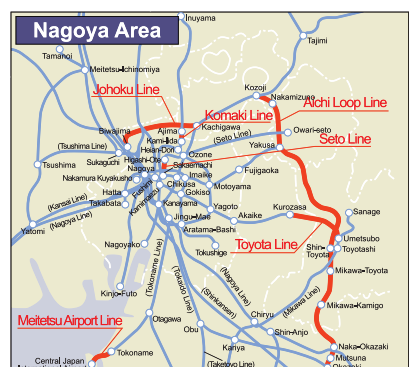 Nagoya Area
Inuyama
Tajimi
Tamanoi
Meitetsu-Ichinomiya
Johoku Line
Kozoji
Nakamizuno
Komaki Line
Aichi Loop Line
Biwajima
Ajima
Kachigawa
Kami-Iida
Owari-seto
(Seto Line)
Seto Line
(Tsushima Line)
Heian-Dori
Yakusa
Sukaguchi
Higashi-Ote
Ozone
Tsushima
Nagoya
Sakaemachi
Fujigaoka
Nakamura Kuyakusho
Imaike
Fushimi
Chikusa
Motoyama
Hatta
Gokiso
(Kansai Line)
Takabata
Kanayama
Yagoto
Kurozasa
Sanage
(Nagoya Line)
Jingu-Mae
Akaike
Yatomi
Aratama-Bashi
Umetsubo
Nagoyako
Tokushige
Toyota Line
Shin-
Toyota
Toyotashi
(Tokoname Line)
(Tokaido Line)
(Nagoya Line)
(Shinkansen)
Mikawa-Toyota
Kinjo-Futo
(Mikawa Line)
Mikawa-Kamigo
Meitetsu Airport Line
Otagawa
Chiryu
Obu
Shin-Anjo
Tokoname
Kariya
Naka-Okazaki
Mutsuna
Central Japan
(Taketoyo Line)
Okazaki